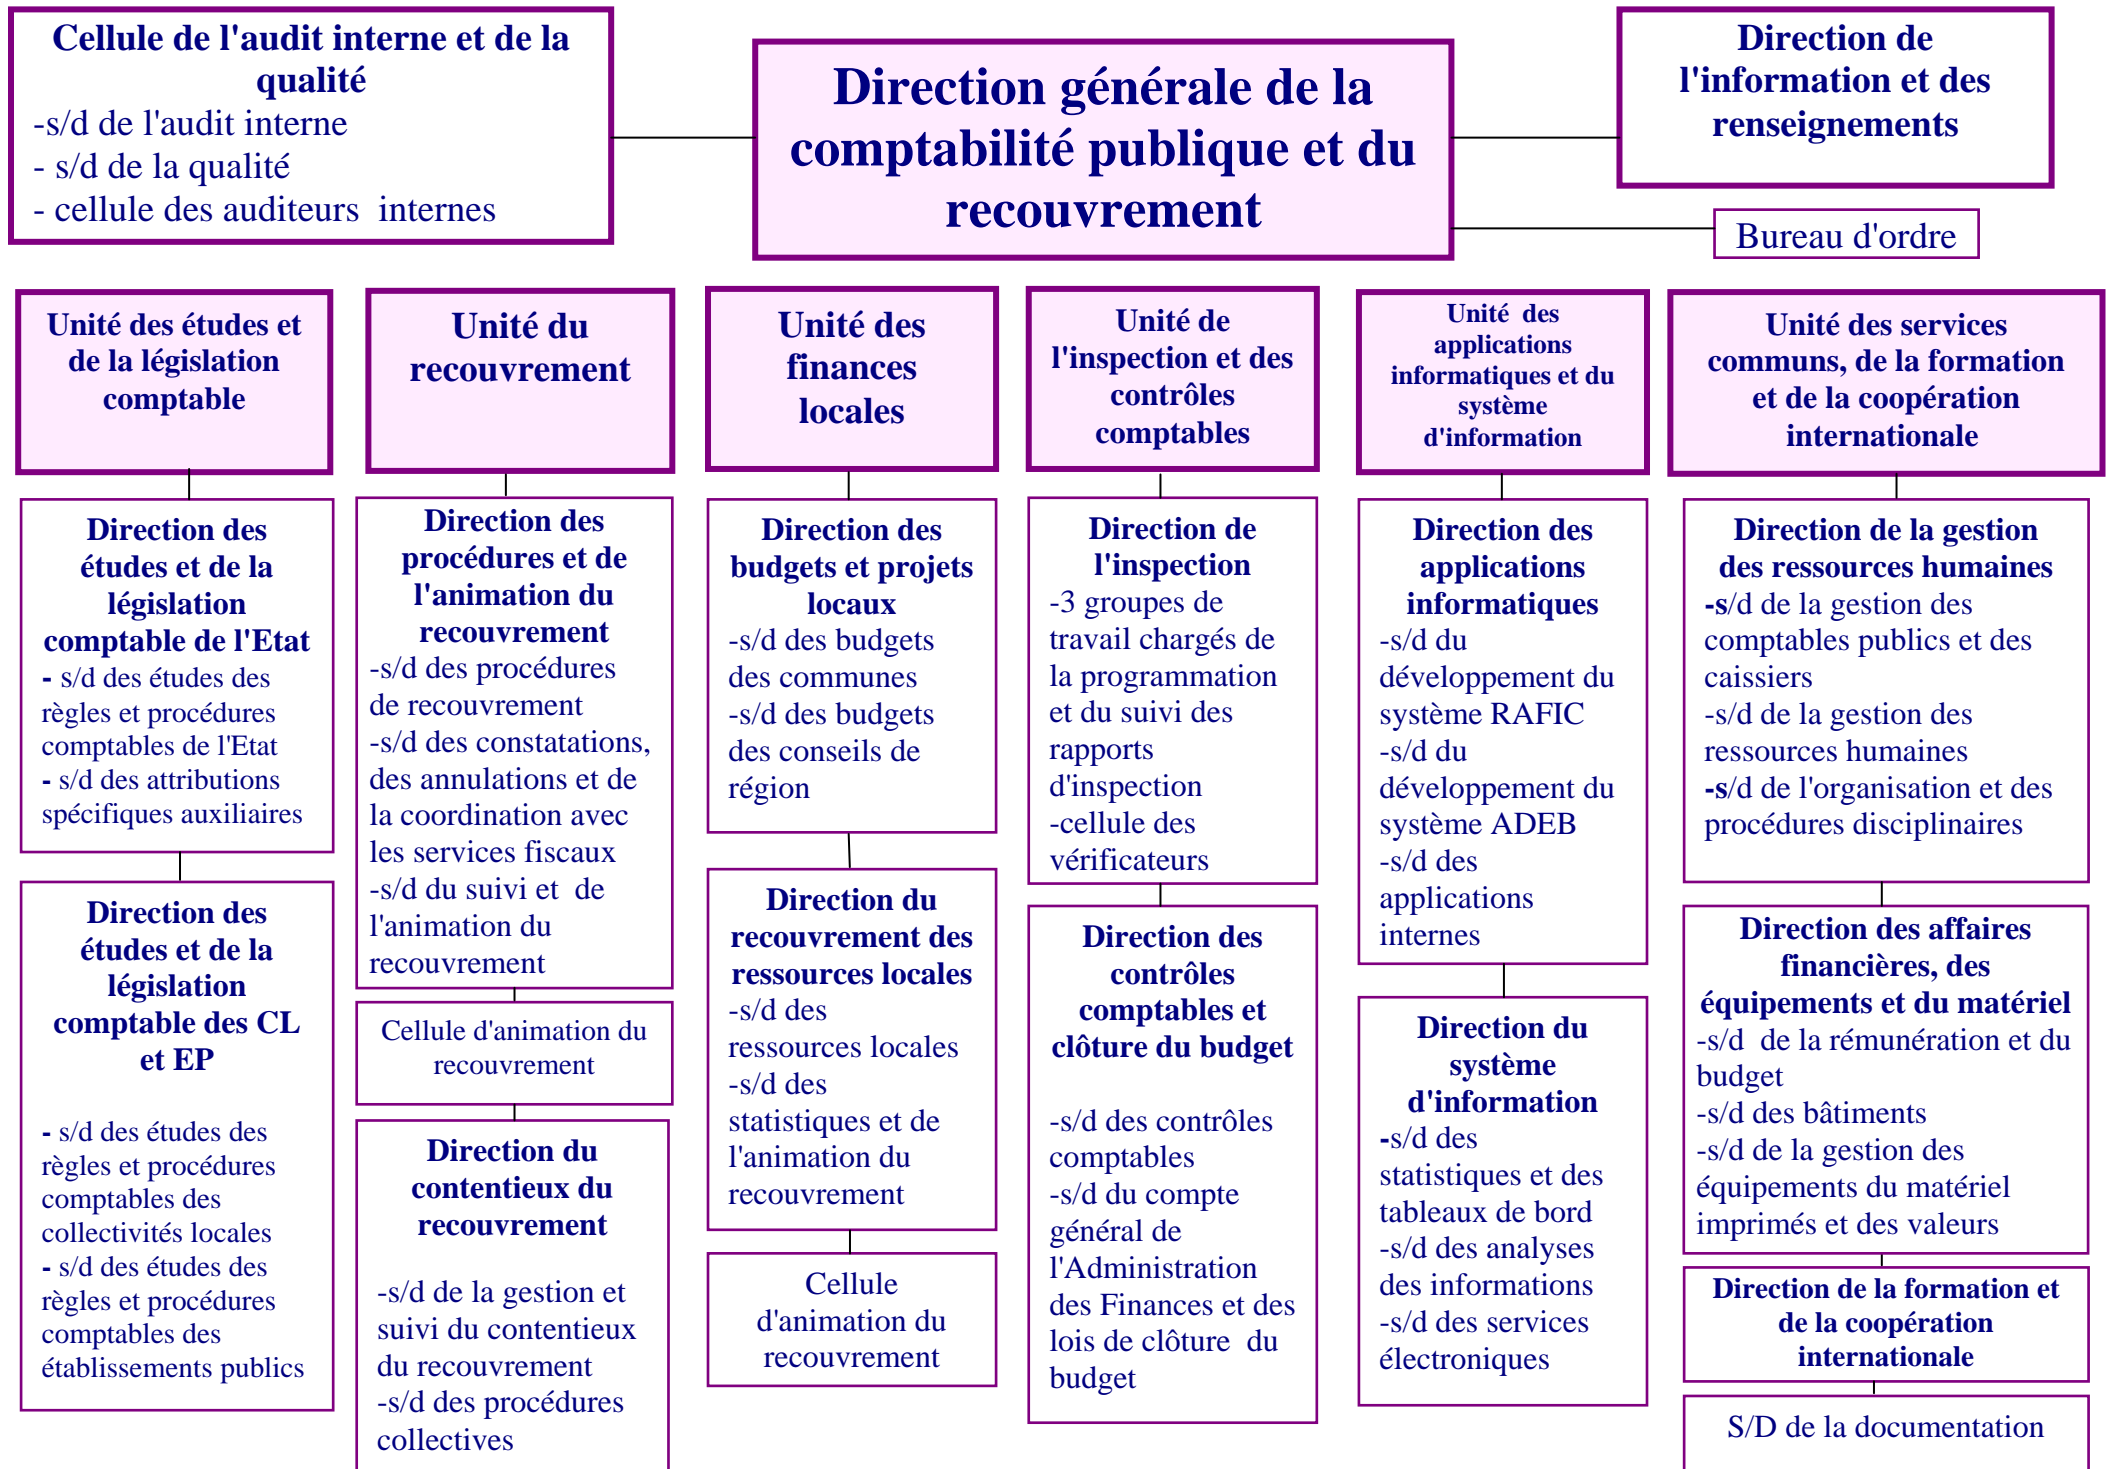 Cellule de l'audit interne et de la
qualité
-s/d de l'audit interne
- s/d de la qualité
- cellule des auditeurs  internes
Direction générale de la
comptabilité publique et du
recouvrement
Direction de
l'information et des
renseignements
Bureau d'ordre
Unité des études et
de la législation
comptable
Direction des
études et de la
législation
comptable de l'Etat
- s/d des études des
règles et procédures
comptables de l'Etat
- s/d des attributions
spécifiques auxiliaires
Direction des
études et de la
législation
comptable des CL
et EP
- s/d des études des
règles et procédures
comptables des
collectivités locales
- s/d des études des
règles et procédures
comptables des
établissements publics
Unité du
recouvrement
Direction des
procédures et de
l'animation du
recouvrement
-s/d des procédures
de recouvrement
-s/d des constatations,
des annulations et de
la coordination avec
les services fiscaux
-s/d du suivi et  de
l'animation du
recouvrement
Cellule d'animation du
recouvrement
Direction du
contentieux du
recouvrement
-s/d de la gestion et
suivi du contentieux
du recouvrement
-s/d des procédures
collectives
Unité des
finances
locales
Direction des
budgets et projets
locaux
-s/d des budgets
des communes
-s/d des budgets
des conseils de
région
Direction du
recouvrement des
ressources locales
-s/d des
ressources locales
-s/d des
statistiques et de
l'animation du
recouvrement
Cellule
d'animation du
recouvrement
Unité de
l'inspection et des
contrôles
comptables
Direction de
l'inspection
-3 groupes de
travail chargés de
la programmation
et du suivi des
rapports
d'inspection
-cellule des
vérificateurs
Direction des
contrôles
comptables et
clôture du budget
-s/d des contrôles
comptables
-s/d du compte
général de
l'Administration
des Finances et des
lois de clôture  du
budget
Unité  des
applications
informatiques et du
système
d'information
Direction des
applications
informatiques
-s/d du
développement du
système RAFIC
-s/d du
développement du
système ADEB
-s/d des
applications
internes
Direction du
système
d'information
-s/d des
statistiques et des
tableaux de bord
-s/d des analyses
des informations
-s/d des services
électroniques
Unité des services
communs, de la formation
et de la coopération
internationale
Direction de la gestion
des ressources humaines
-s/d de la gestion des
comptables publics et des
caissiers
-s/d de la gestion des
ressources humaines
-s/d de l'organisation et des
procédures disciplinaires
Direction des affaires
financières, des
équipements et du matériel
-s/d  de la rémunération et du
budget
-s/d des bâtiments
-s/d de la gestion des
équipements du matériel
imprimés et des valeurs
Direction de la formation et
de la coopération
internationale
S/D de la documentation